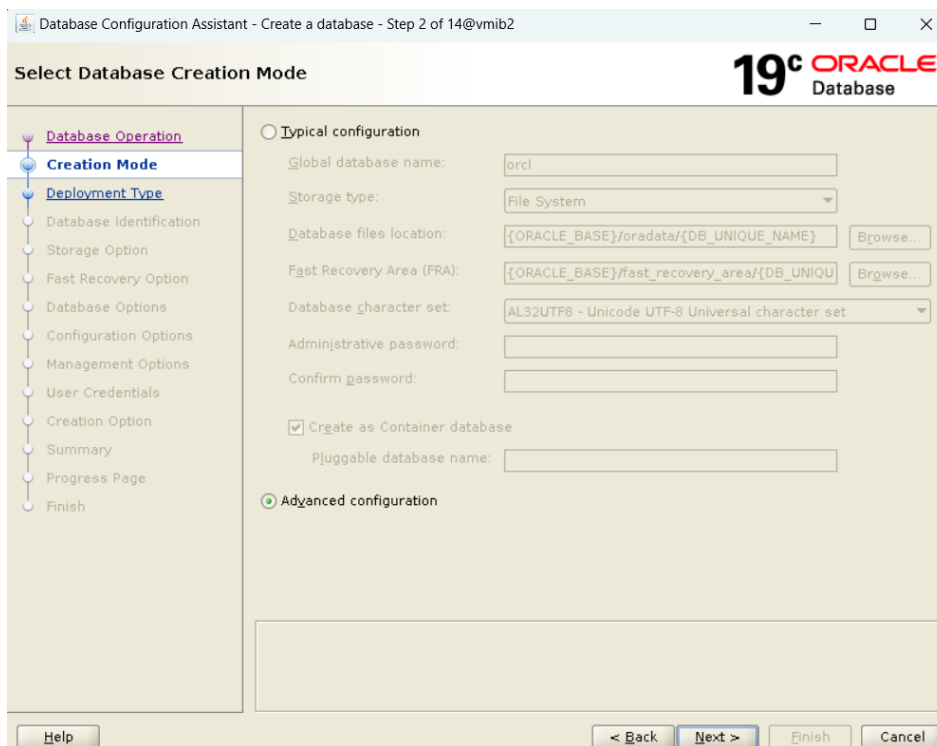 Database Configuration Assistant - Create a database - Step 2 of 14@vmib2
Select Database Creation Mode
19c ORACLE
Database
Database Operation
Creation Mode
Deployment Type
Database Identification
Storage Option
Fast Recovery Option
Database Options
Configuration Options
Management Options
User Credentials
Creation Option
Summary
Progress Page
Finish
Typical configuration
Global database name: orcl
Storage type: File System
Database files location: {ORACLE_BASE}/oradata/{DB_UNIQUE_NAME} Browse...
Fast Recovery Area (FRA): {ORACLE_BASE}/fast_recovery_area/{DB_UNIQU Browse...
Database character set: AL32UTF8 - Unicode UTF-8 Universal character set
Administrative password:
Confirm password:
Create as Container database
Pluggable database name:
Advanced configuration
Help < Back Next > Finish Cancel